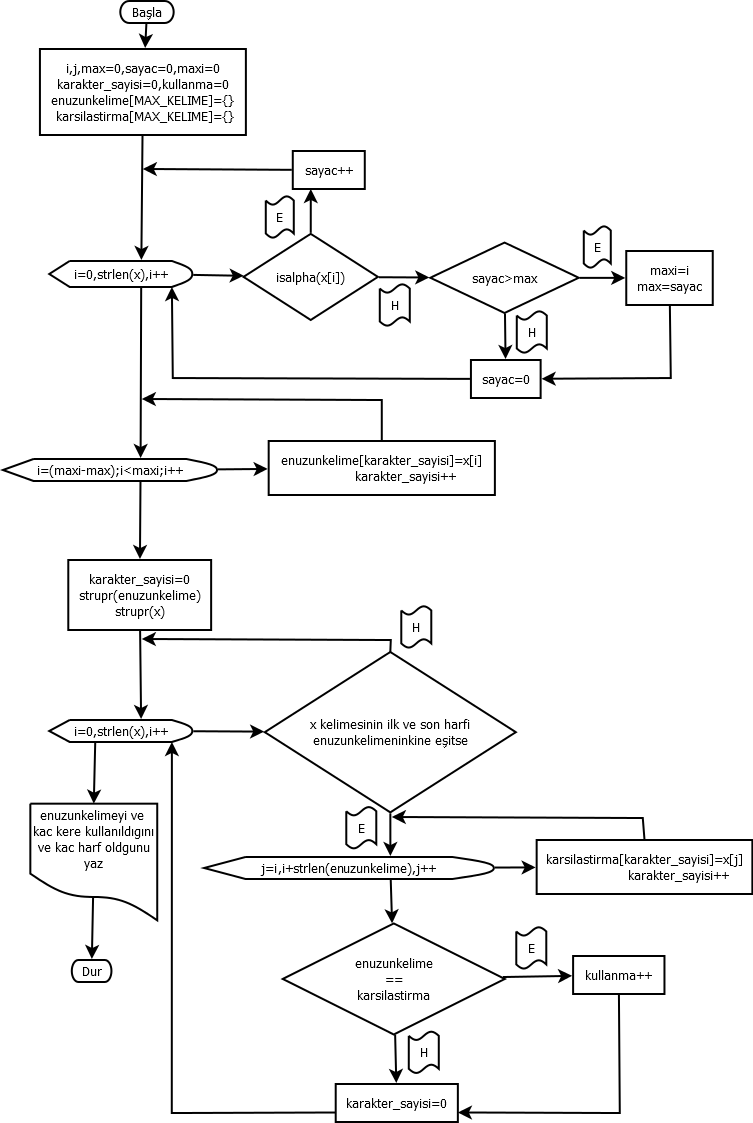 Başla
i,j,max=0,sayac=0,maxi=0
karakter_sayisi=0,kullanma=0
enuzunkelime[MAX_KELIME]={}
karsilastirma[MAX_KELIME]={}
sayac++
E
i=0,strlen(x),i++
isalpha(x[i])
H
sayac>max
E
maxi=i
max=sayac
H
sayac=0
i=(maxi-max);i<maxi;i++
enuzunkelime[karakter_sayisi]=x[i]
karakter_sayisi++
karakter_sayisi=0
strupr(enuzunkelime)
strupr(x)
H
i=0,strlen(x),i++
x kelimesinin ilk ve son harfi
enuzunkelimeninkine eşitse
enuzunkelimeyi ve
kac kere kullanıldıgını
ve kac harf oldgunu
yaz
E
j=i,i+strlen(enuzunkelime),j++
karsilastirma[karakter_sayisi]=x[j]
karakter_sayisi++
Dur
enuzunkelime
==
karsilastirma
E
kullanma++
H
karakter_sayisi=0